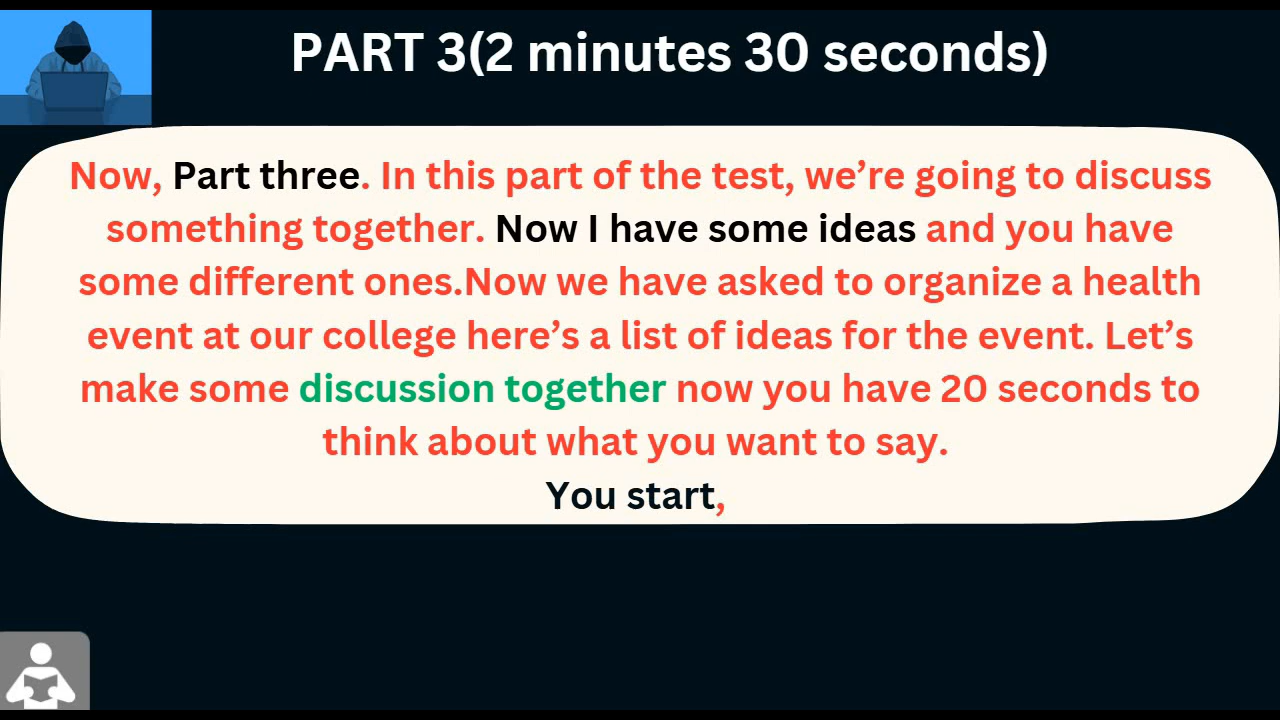 PART 3(2 minutes 30 seconds)
Now, Part three. In this part of the test, we're going to discuss
something together. Now I have some ideas and you have
some different ones.Now we have asked to organize a health
event at our college here's a list of ideas for the event. Let's
make some discussion together now you have 20 seconds to
think about what you want to say.
You start,